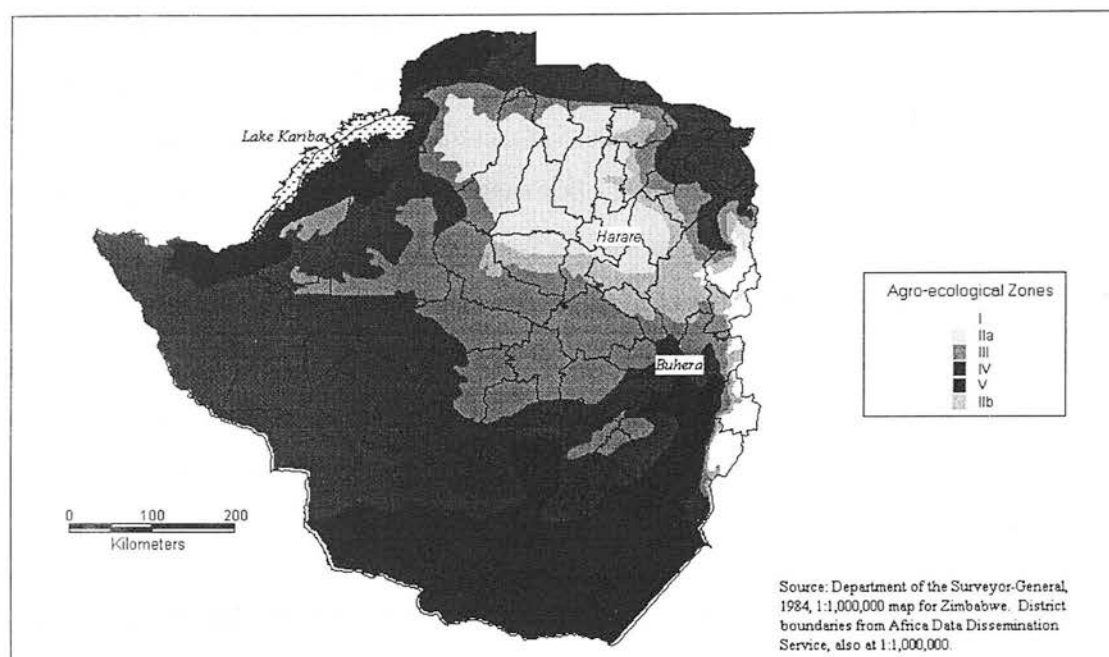 Lake Kariba
Harare
Buhera
Agro-ecological Zones
I
IIa
III
IV
V
IIb
0 100 200
Kilometers
Source: Department of the Surveyor-General,
1984, 1:1,000,000 map for Zimbabwe. District
boundaries from Africa Data Dissemination
Service, also at 1:1,000,000.